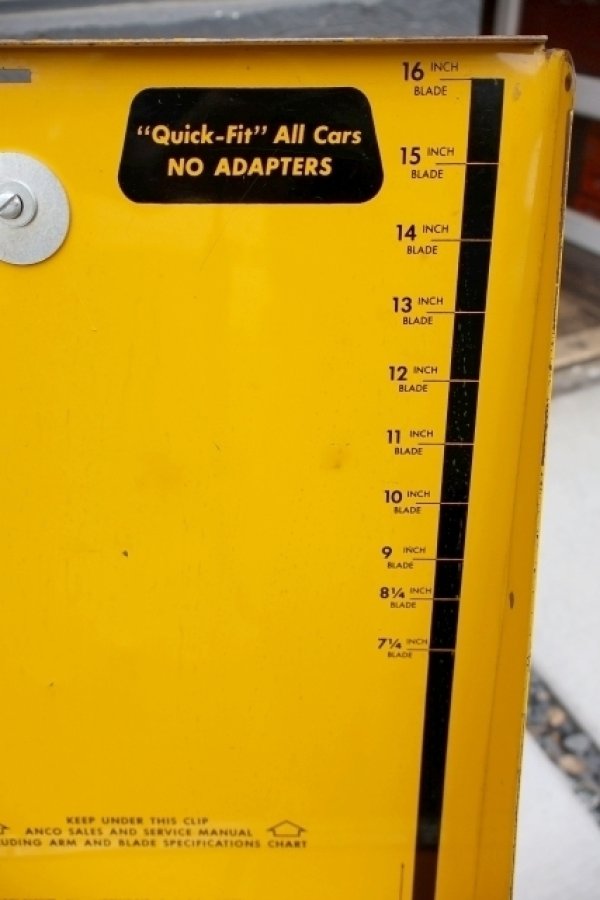 16 INCH
BLADE
"Quick-Fit" All Cars
NO ADAPTERS
15 INCH
BLADE
14 INCH
BLADE
13 INCH
BLADE
12 INCH
BLADE
11 INCH
BLADE
10 INCH
BLADE
9 INCH
BLADE
8¼ INCH
BLADE
7¼ INCH
BLADE
KEEP UNDER THIS CLIP
ANCO SALES AND SERVICE MANUAL
UDING ARM AND BLADE SPECIFICATIONS CHART